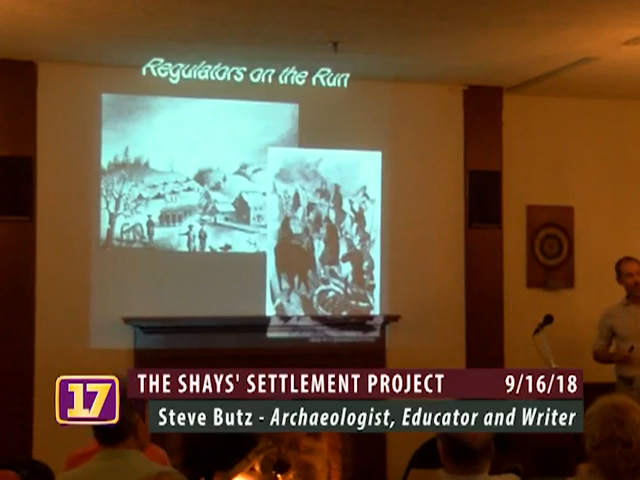 Regulators on the Run
17
THE SHAYS' SETTLEMENT PROJECT 9/16/18
Steve Butz - Archaeologist, Educator and Writer